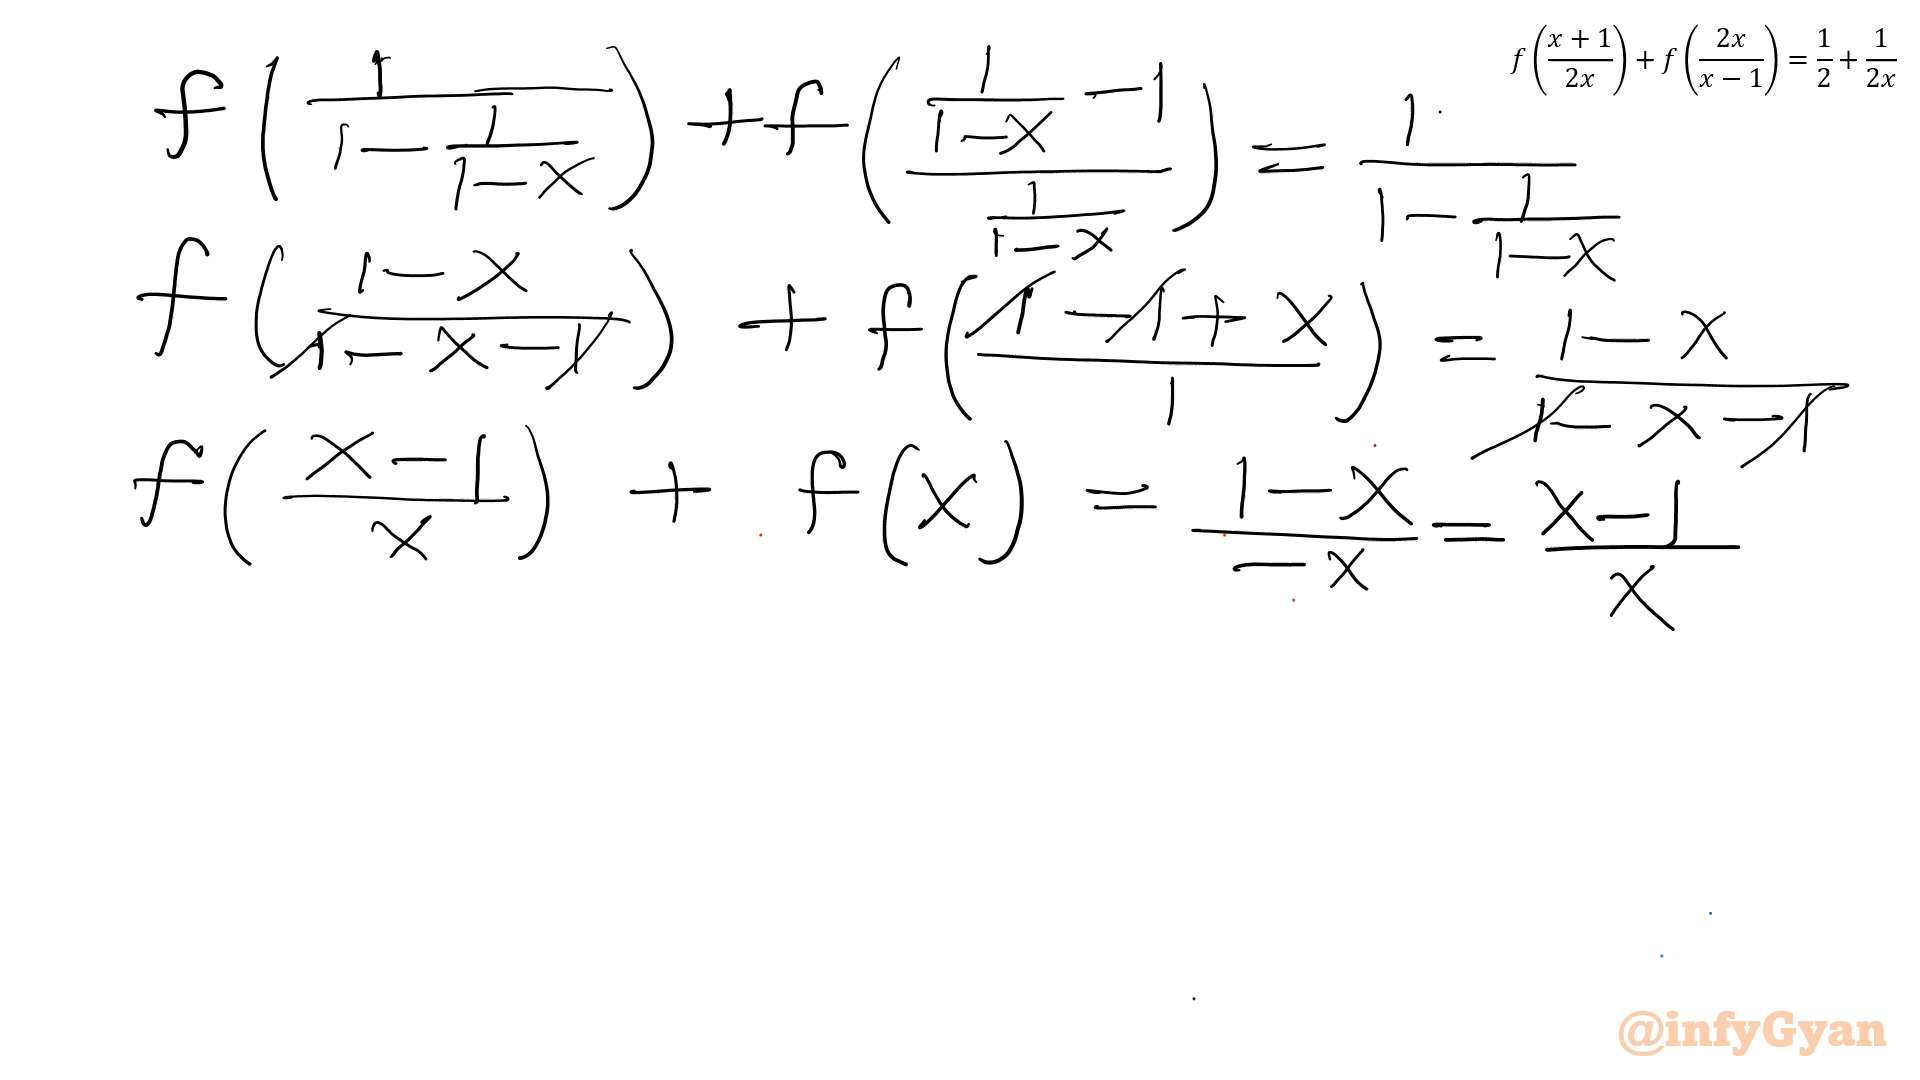 f((x+1)/(2x)) + f((2x)/(x-1)) = 1/2 + 1/(2x)
f(1/(1-1/(1-x))) + f((1/(1-x)-1)/(1/(1-x))) = 1/(1-1/(1-x))
f((1-x)/(1-x-1)) + f((1-1+x)/1) = (1-x)/(1-x-1)
f((x-1)/x) + f(x) = (1-x)/(-x) = (x-1)/x
@infyGyan